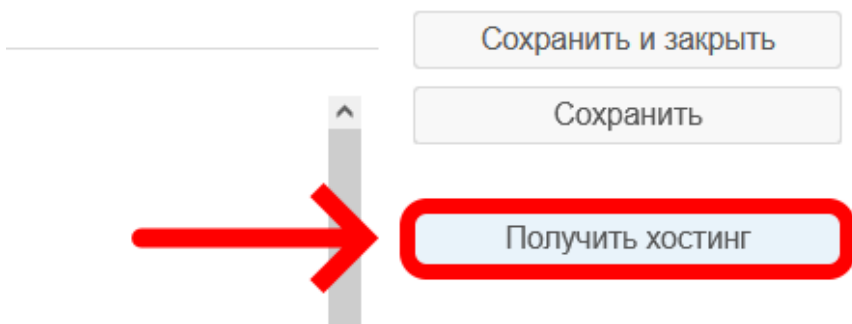 Сохранить и закрыть
Сохранить
Получить хостинг